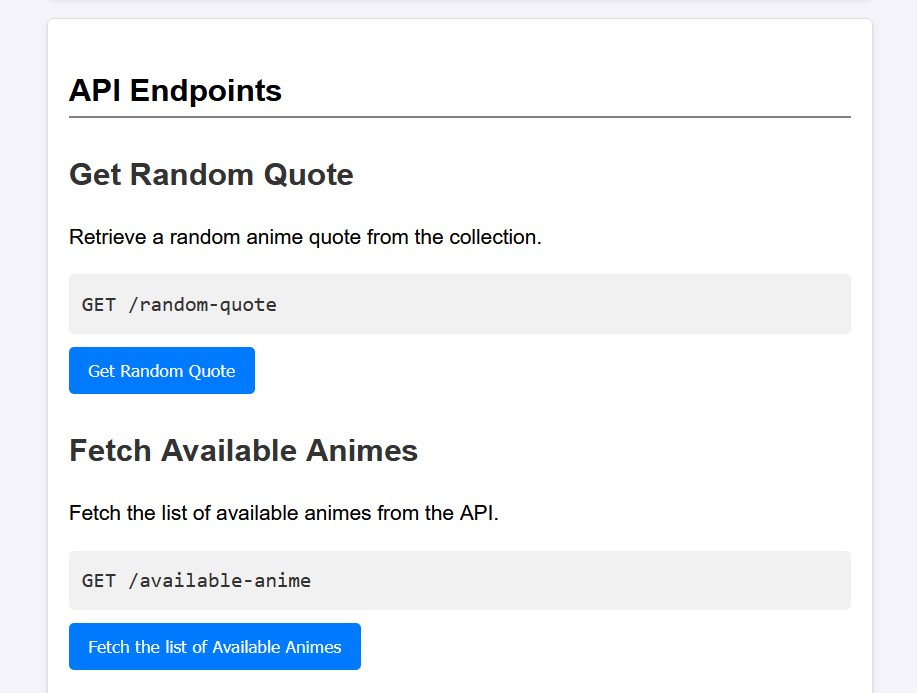 API Endpoints
Get Random Quote
Retrieve a random anime quote from the collection.
GET /random-quote
Get Random Quote
Fetch Available Animes
Fetch the list of available animes from the API.
GET /available-anime
Fetch the list of Available Animes